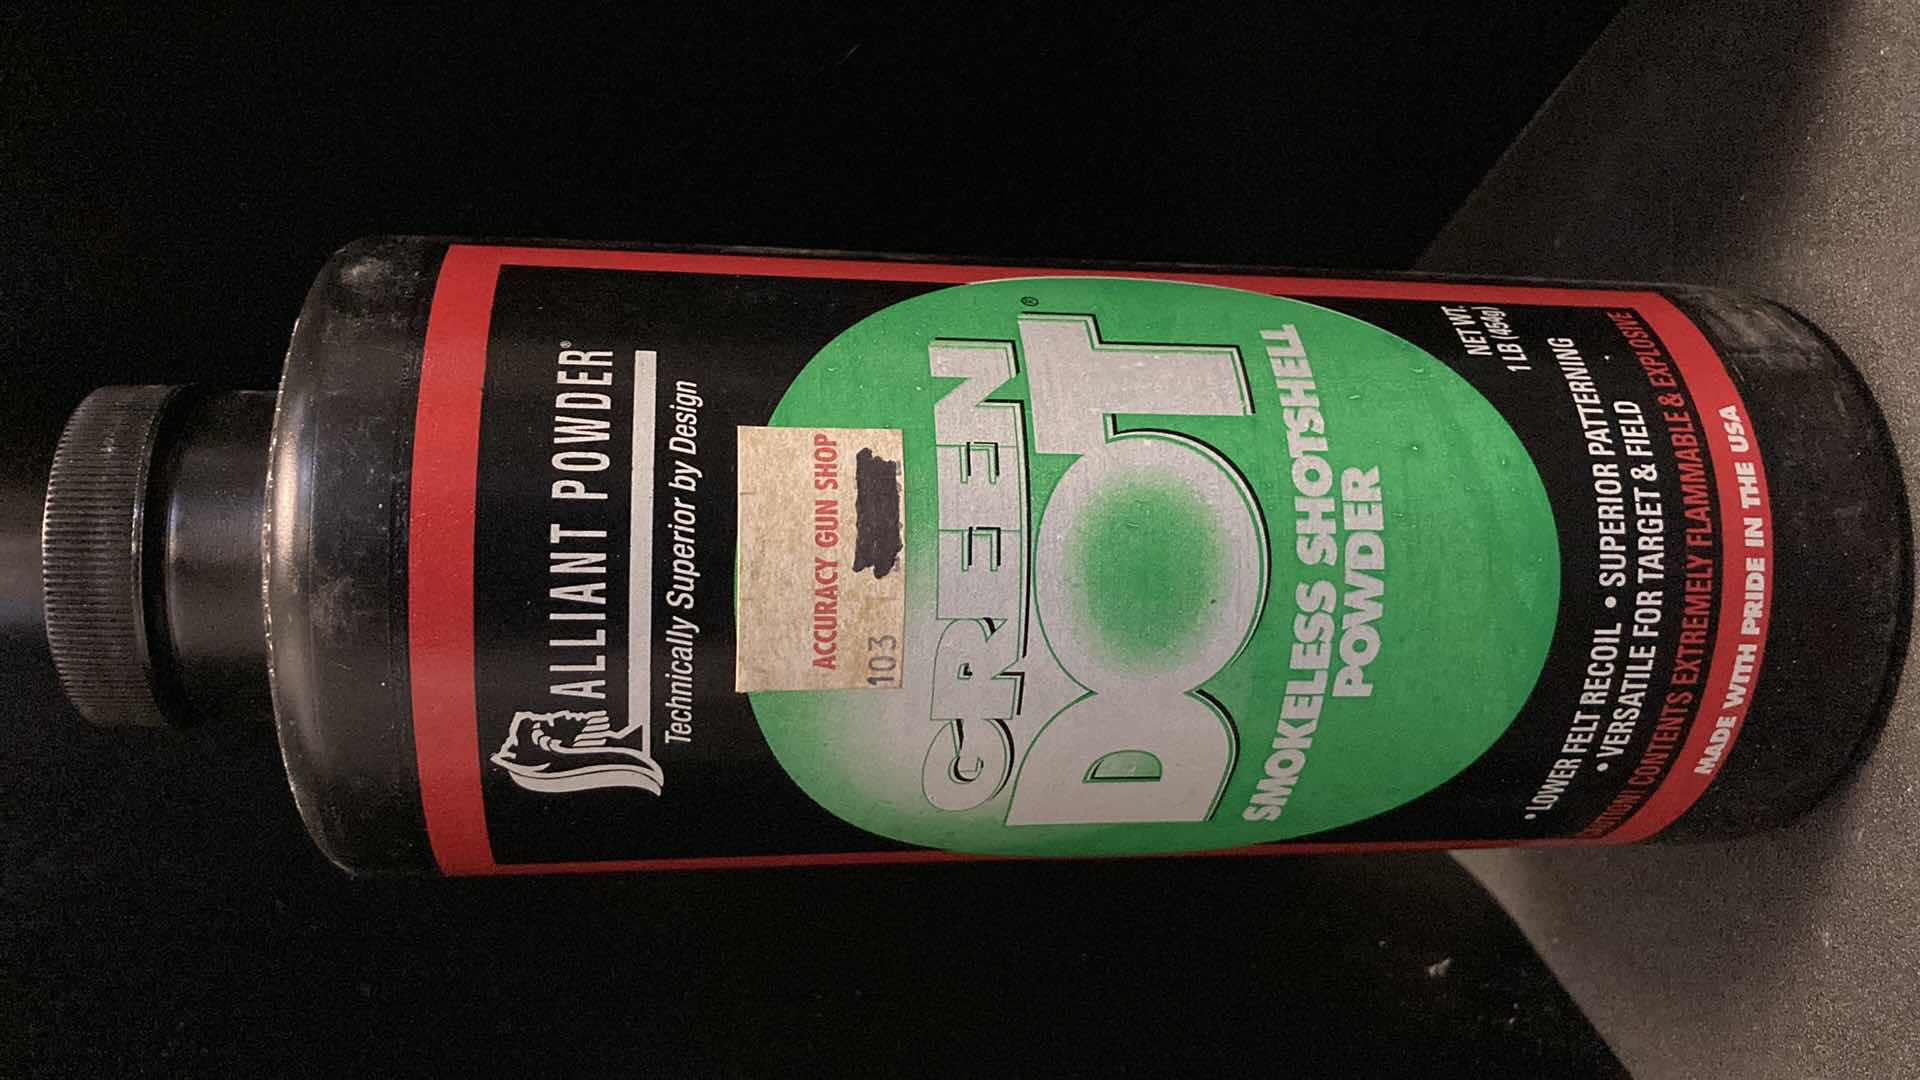 ALLIANT POWDER®
Technically Superior by Design
ACCURACY GUN SHOP
103
GREEN
DOT®
SMOKELESS SHOTSHELL
POWDER
NET WT.
1 LB (454g)
• LOWER FELT RECOIL • SUPERIOR PATTERNING
• VERSATILE FOR TARGET & FIELD
CAUTION! CONTENTS EXTREMELY FLAMMABLE & EXPLOSIVE
MADE WITH PRIDE IN THE USA